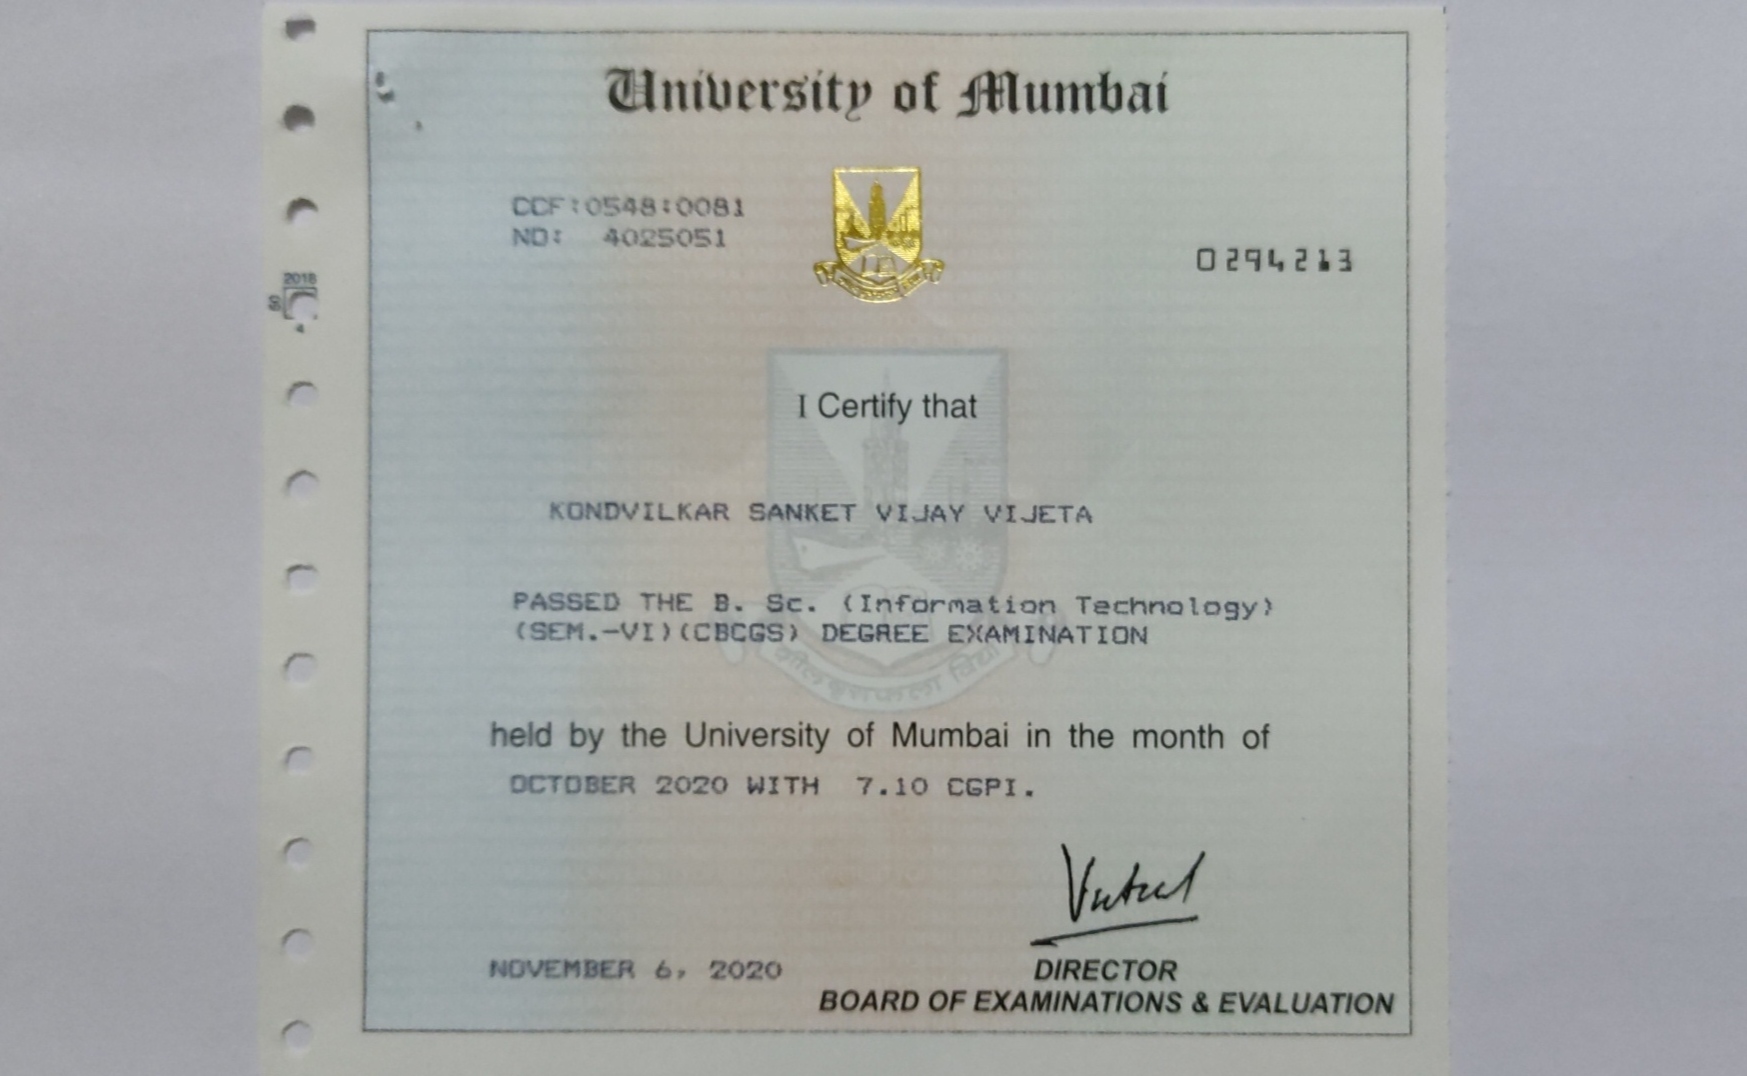 University of Mumbai
CCF:0548:0081
NO: 4025051
0294213
2018
S
4
I Certify that
KONDVILKAR SANKET VIJAY VIJETA
PASSED THE B. Sc. (Information Technology)
(SEM.-VI)(CBCGS) DEGREE EXAMINATION
held by the University of Mumbai in the month of
OCTOBER 2020 WITH 7.10 CGPI.
NOVEMBER 6, 2020
DIRECTOR
BOARD OF EXAMINATIONS & EVALUATION